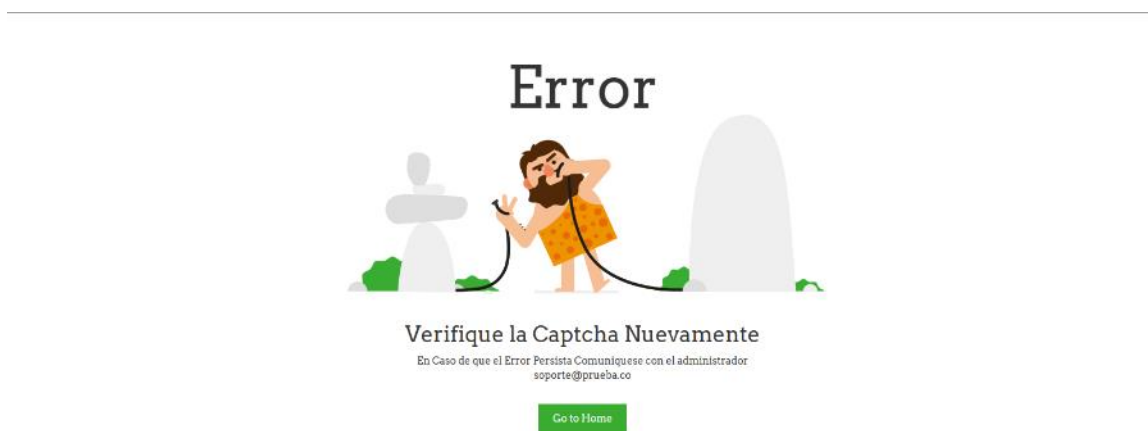 Error
Verifique la Captcha Nuevamente
En Caso de que el Error Persista Comuniquese con el administrador
soporte@prueba.co
Go to Home